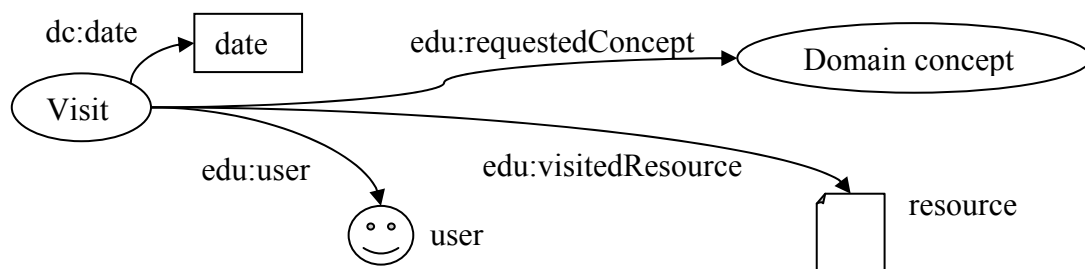 dc:date
date
edu:requestedConcept
Domain concept
Visit
edu:user
edu:visitedResource
resource
user